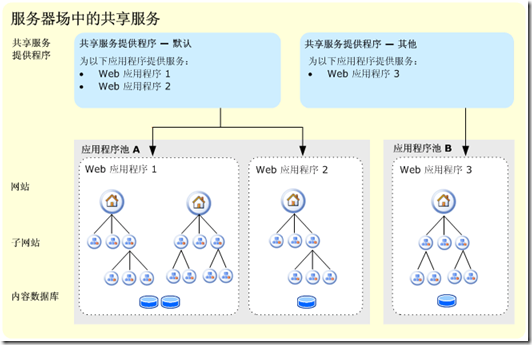 服务器场中的共享服务
共享服务
提供程序
共享服务提供程序 — 默认
为以下应用程序提供服务：
• Web 应用程序 1
• Web 应用程序 2
共享服务提供程序 — 其他
为以下应用程序提供服务：
• Web 应用程序 3
应用程序池 A
应用程序池 B
Web 应用程序 1
Web 应用程序 2
Web 应用程序 3
网站
子网站
内容数据库